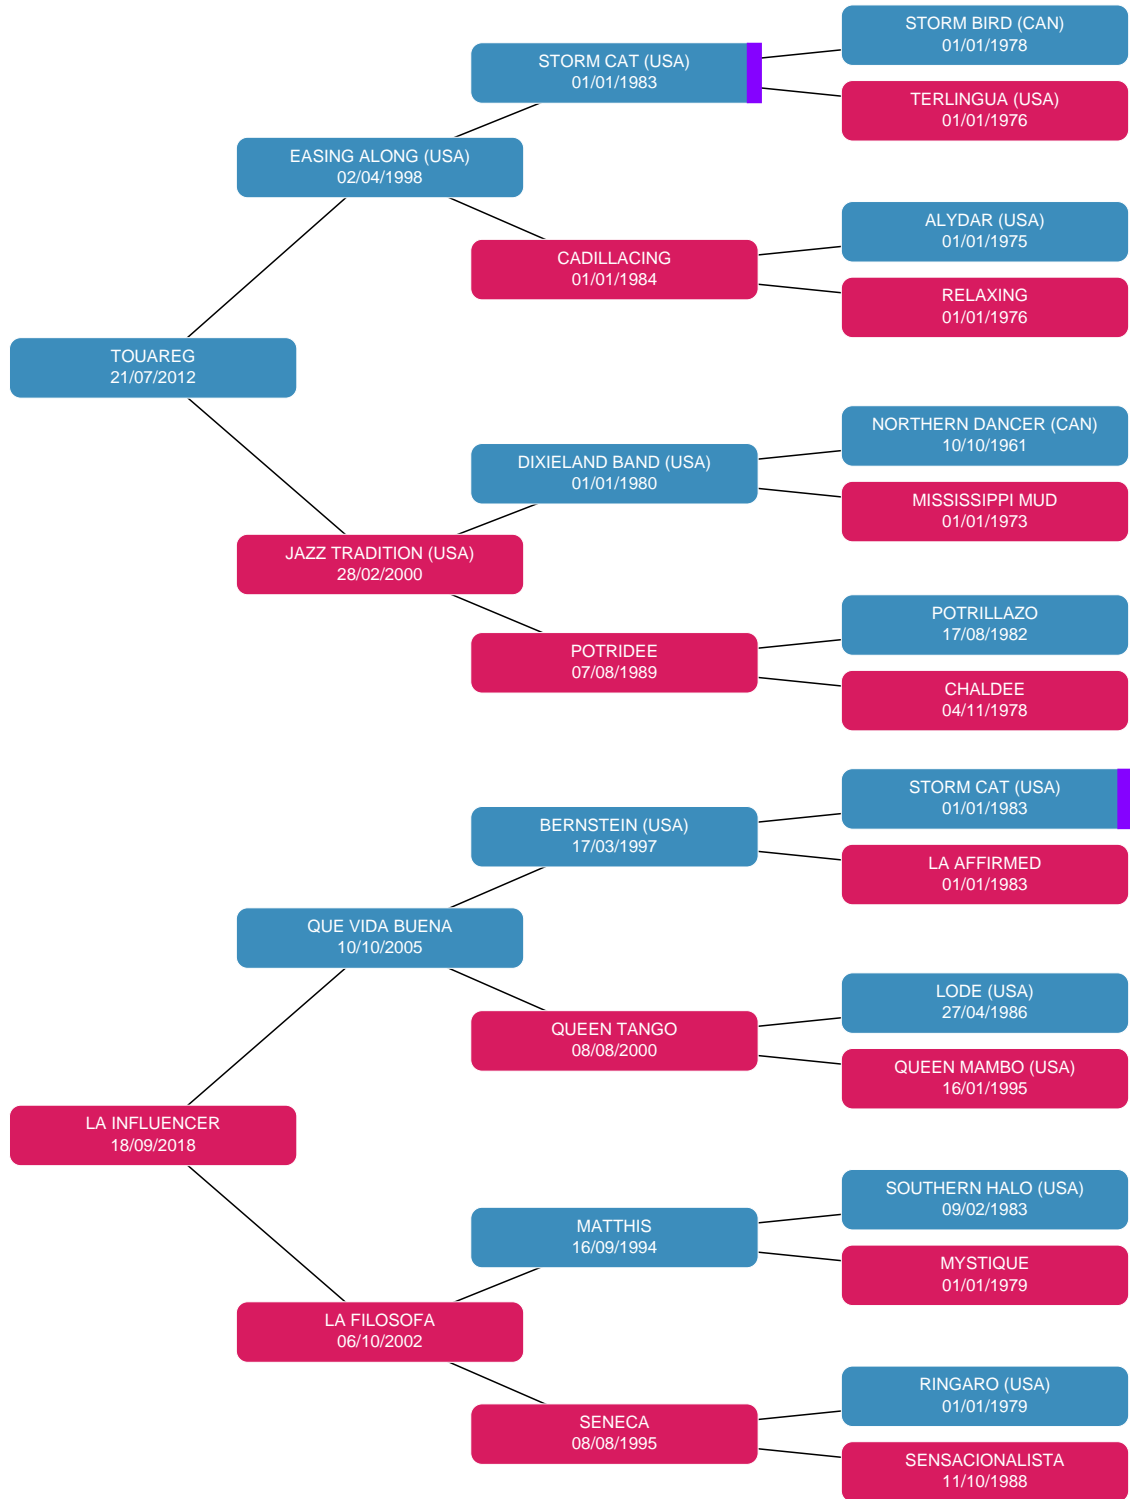 STORM BIRD (CAN)
01/01/1978
STORM CAT (USA)
01/01/1983
TERLINGUA (USA)
01/01/1976
EASING ALONG (USA)
02/04/1998
ALYDAR (USA)
01/01/1975
CADILLACING
01/01/1984
RELAXING
01/01/1976
TOUAREG
21/07/2012
NORTHERN DANCER (CAN)
10/10/1961
DIXIELAND BAND (USA)
01/01/1980
MISSISSIPPI MUD
01/01/1973
JAZZ TRADITION (USA)
28/02/2000
POTRILLAZO
17/08/1982
POTRIDEE
07/08/1989
CHALDEE
04/11/1978
STORM CAT (USA)
01/01/1983
BERNSTEIN (USA)
17/03/1997
LA AFFIRMED
01/01/1983
QUE VIDA BUENA
10/10/2005
LODE (USA)
27/04/1986
QUEEN TANGO
08/08/2000
QUEEN MAMBO (USA)
16/01/1995
LA INFLUENCER
18/09/2018
SOUTHERN HALO (USA)
09/02/1983
MATTHIS
16/09/1994
MYSTIQUE
01/01/1979
LA FILOSOFA
06/10/2002
RINGARO (USA)
01/01/1979
SENECA
08/08/1995
SENSACIONALISTA
11/10/1988